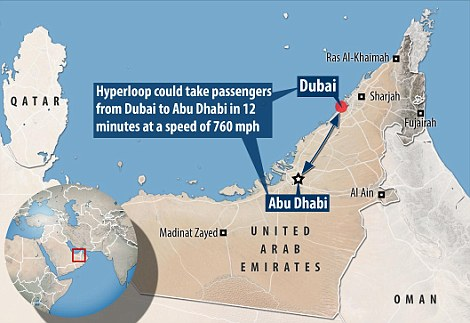 Ras Al-Khaimah
Hyperloop could take passengers
from Dubai to Abu Dhabi in 12
minutes at a speed of 760 mph
Dubai
Sharjah
QATAR
Fujairah
Al Ain
Abu Dhabi
Madinat Zayed
UNITED
ARAB
EMIRATES
OMAN